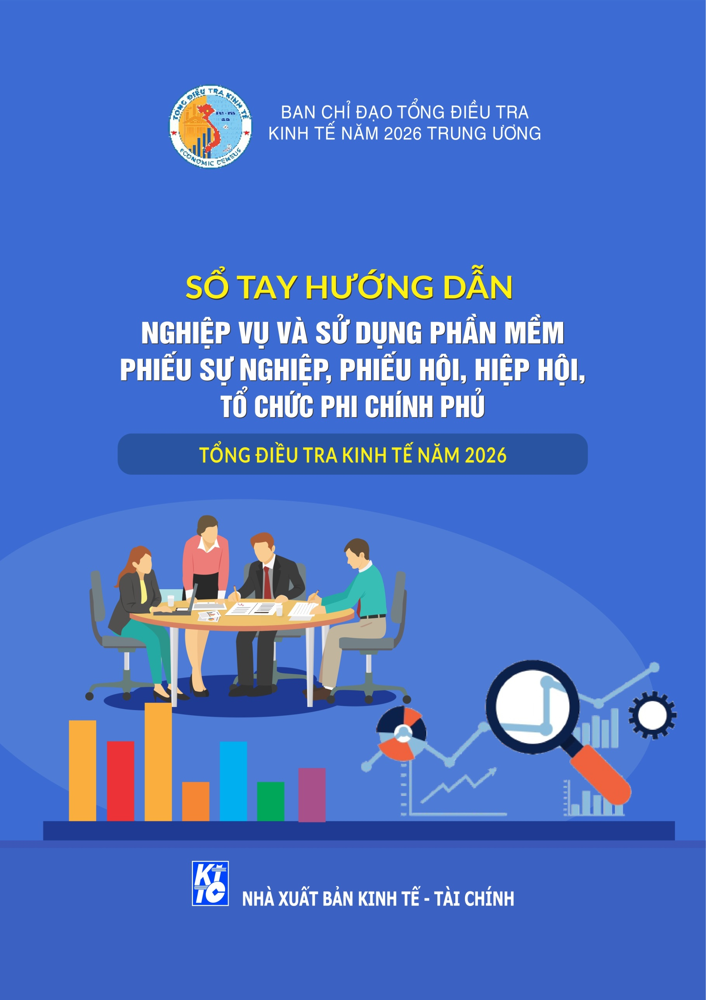 TỔNG ĐIỀU TRA KINH TẾ
ECONOMIC CENSUS
BAN CHỈ ĐẠO TỔNG ĐIỀU TRA
KINH TẾ NĂM 2026 TRUNG ƯƠNG
SỔ TAY HƯỚNG DẪN
NGHIỆP VỤ VÀ SỬ DỤNG PHẦN MỀM
PHIẾU SỰ NGHIỆP, PHIẾU HỘI, HIỆP HỘI,
TỔ CHỨC PHI CHÍNH PHỦ
TỔNG ĐIỀU TRA KINH TẾ NĂM 2026
KT
TC
NHÀ XUẤT BẢN KINH TẾ - TÀI CHÍNH